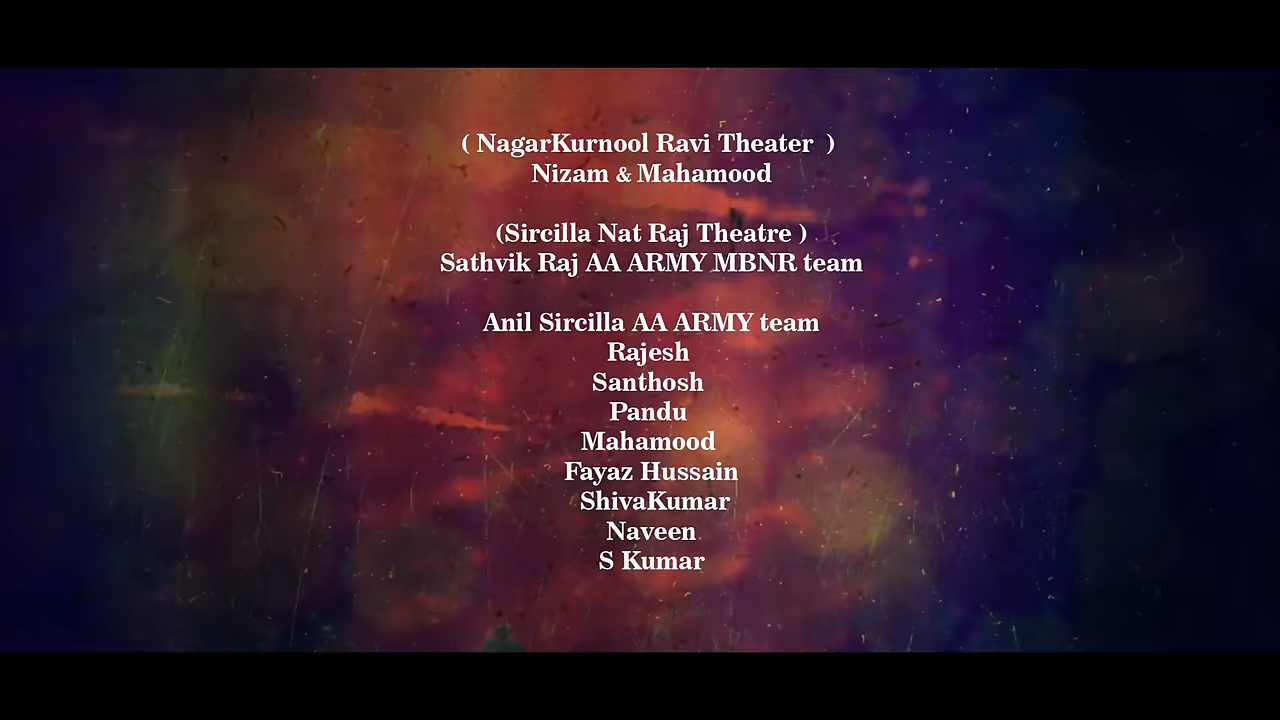 ( NagarKurnool Ravi Theater )
Nizam & Mahamood
(Sircilla Nat Raj Theatre )
Sathvik Raj AA ARMY MBNR team
Anil Sircilla AA ARMY team
Rajesh
Santhosh
Pandu
Mahamood
Fayaz Hussain
ShivaKumar
Naveen
S Kumar